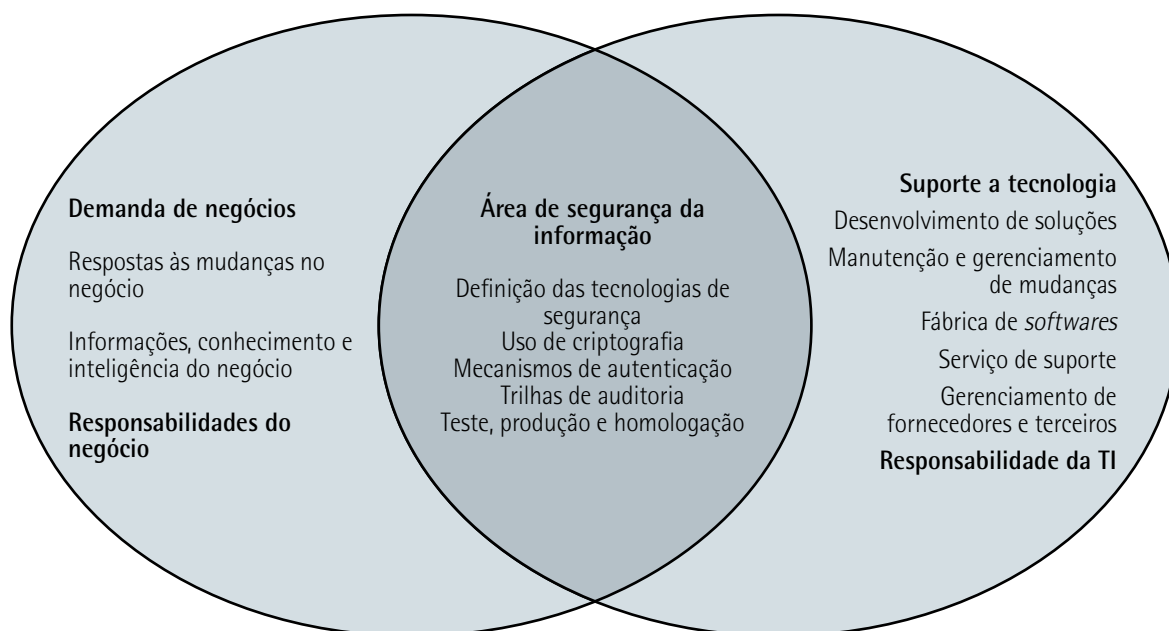 Demanda de negócios
Respostas às mudanças no
negócio
Informações, conhecimento e
inteligência do negócio
Responsabilidades do
negócio
Área de segurança da
informação
Definição das tecnologias de
segurança
Uso de criptografia
Mecanismos de autenticação
Trilhas de auditoria
Teste, produção e homologação
Suporte a tecnologia
Desenvolvimento de soluções
Manutenção e gerenciamento
de mudanças
Fábrica de softwares
Serviço de suporte
Gerenciamento de
fornecedores e terceiros
Responsabilidade da TI